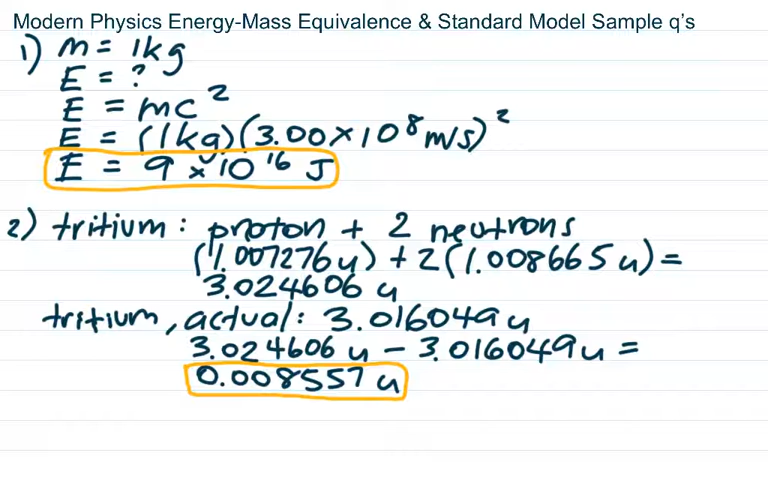 Modern Physics Energy-Mass Equivalence & Standard Model Sample q's
1) m = 1kg
E = ?
E = mc²
E = (1kg)(3.00×10⁸m/s)²
E = 9 × 10¹⁶ J
2) tritium: proton + 2 neutrons
(1.007276u) + 2(1.008665u) =
3.024606 u
tritium, actual: 3.016049u
3.024606 u - 3.016049u =
0.008557 u